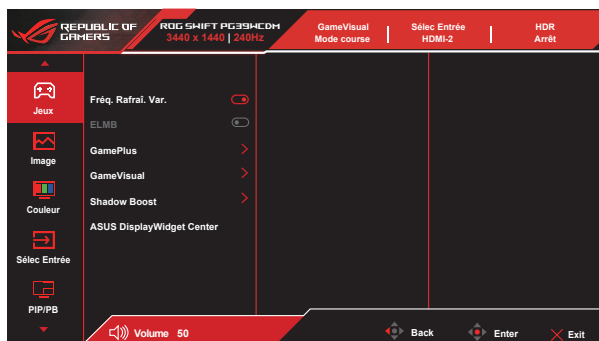 REPUBLIC OF GAMERS
ROG SWIFT PG39WCDM
3440 x 1440 | 240Hz
GameVisual
Mode course
Sélec Entrée
HDMI-2
HDR
Arrêt
Jeux
Image
Couleur
Sélec Entrée
PIP/PB
Fréq. Rafraî. Var.
ELMB
GamePlus
GameVisual
Shadow Boost
ASUS DisplayWidget Center
Volume 50
Back
Enter
Exit